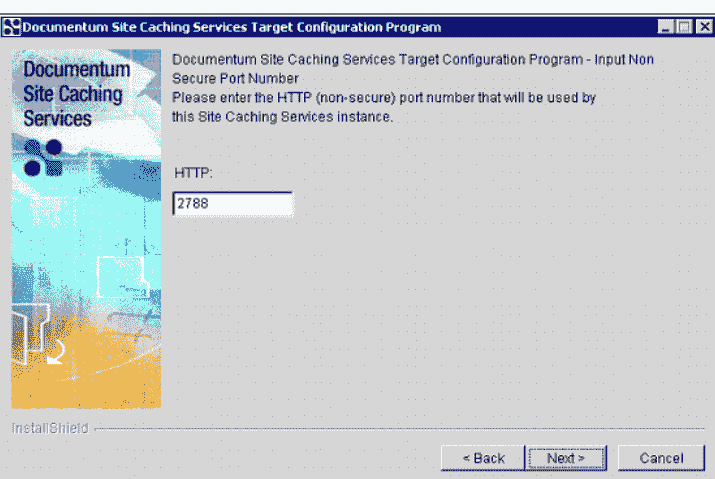 Documentum Site Caching Services Target Configuration Program
Documentum
Site Caching
Services
Documentum Site Caching Services Target Configuration Program - Input Non
Secure Port Number
Please enter the HTTP (non-secure) port number that will be used by
this Site Caching Services instance.
HTTP:
2788
InstallShield
< Back
Next >
Cancel